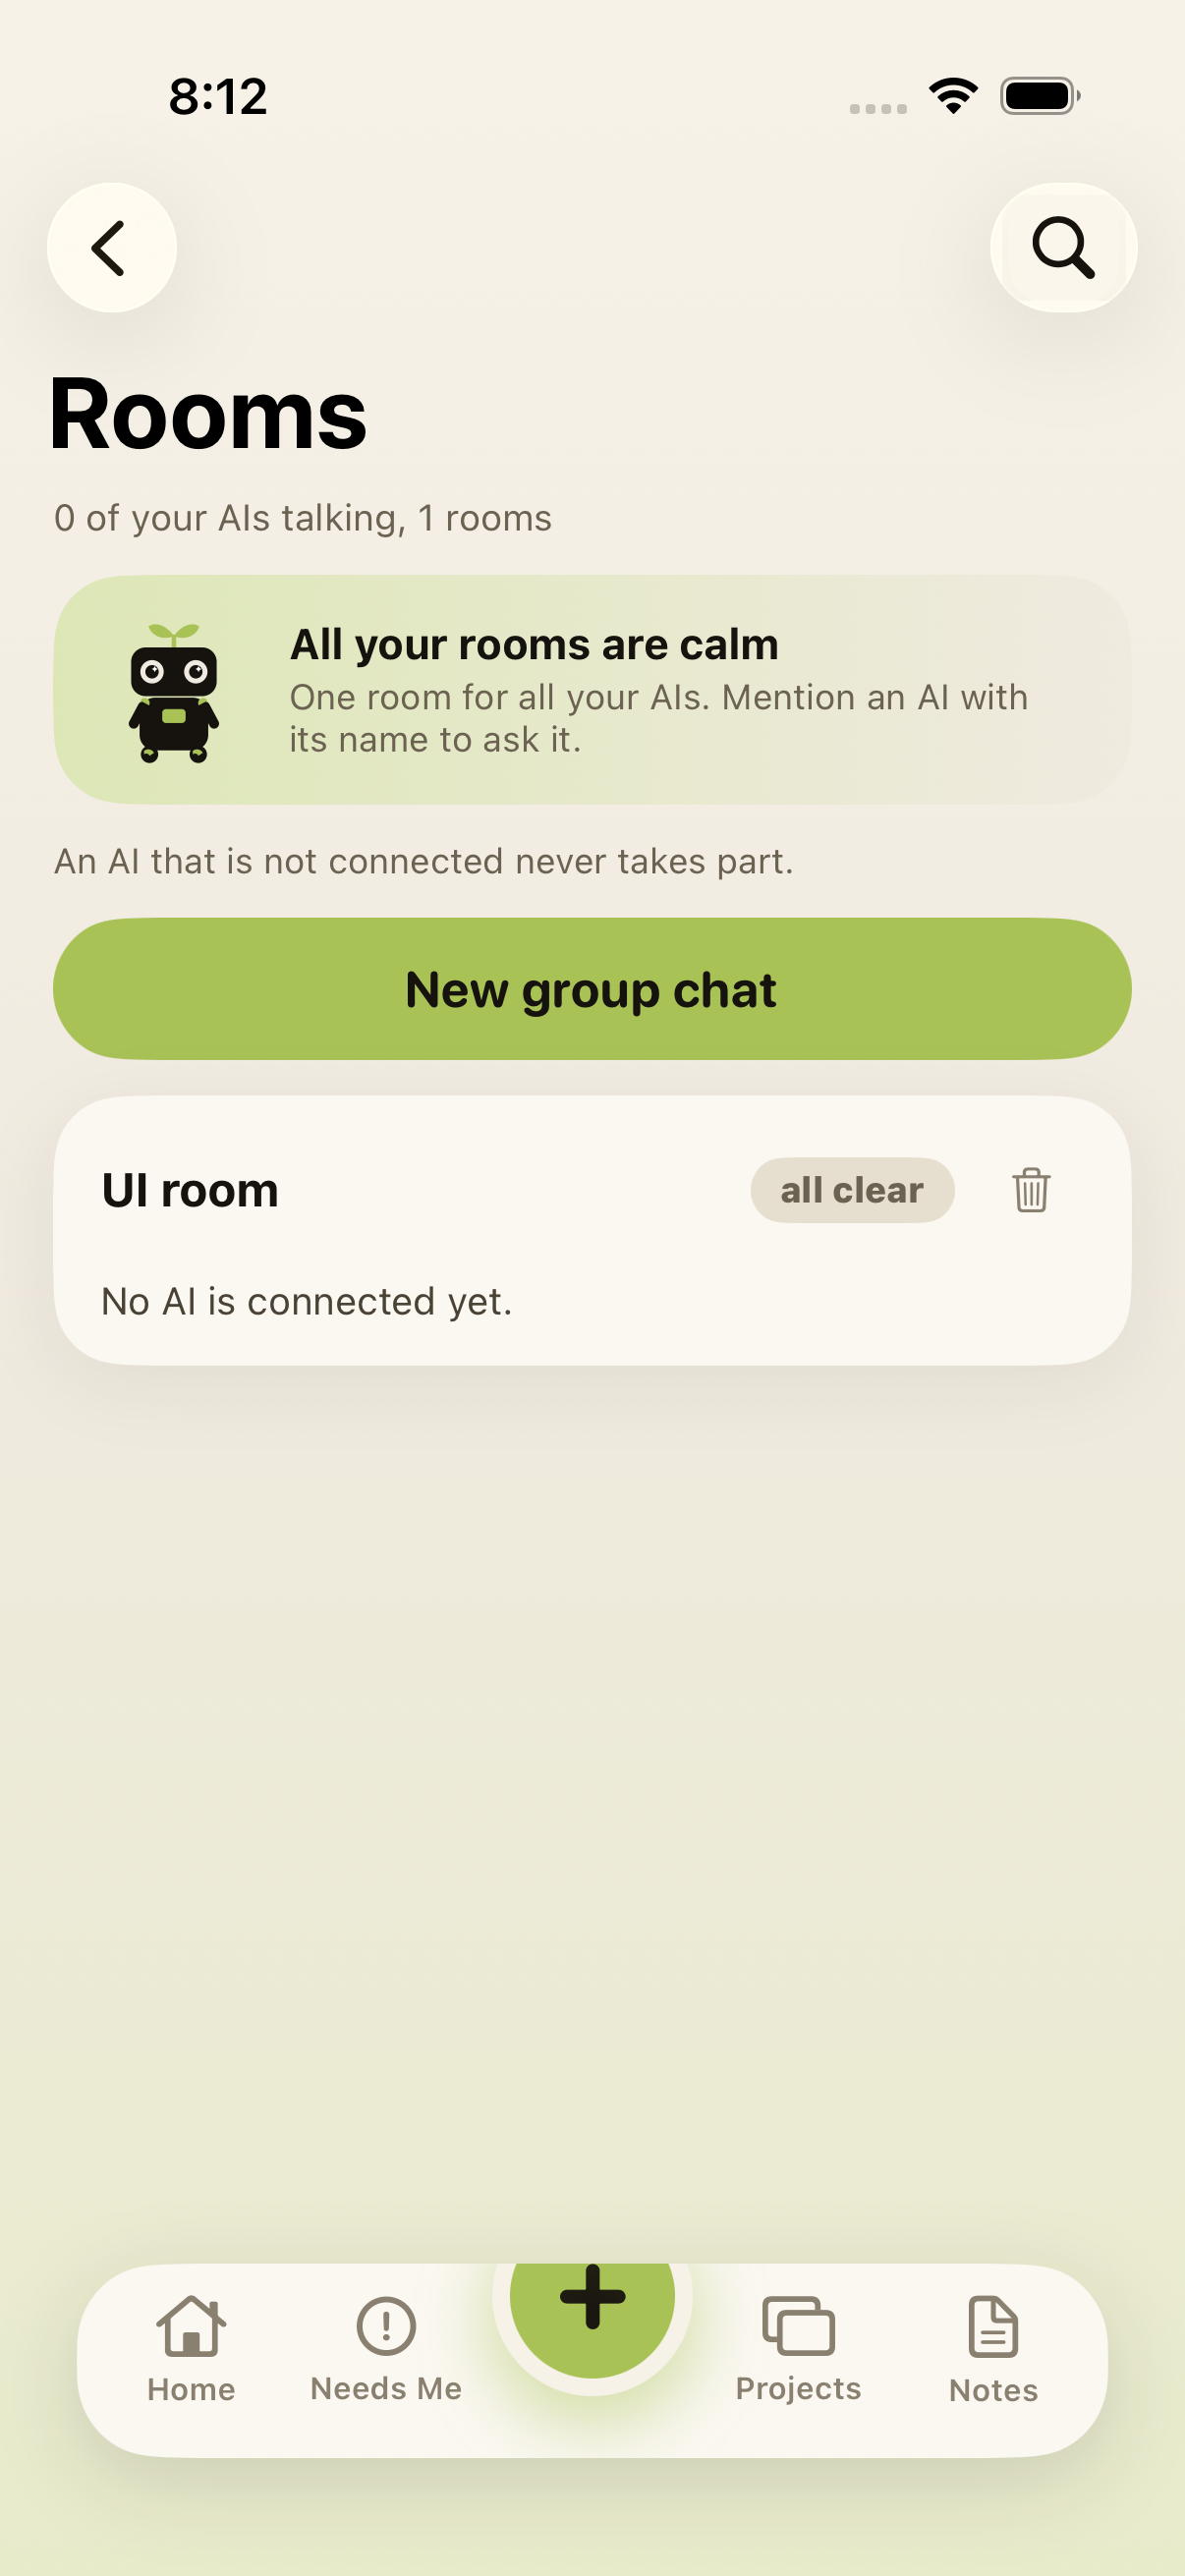 8:12
Rooms
0 of your AIs talking, 1 rooms
All your rooms are calm
One room for all your AIs. Mention an AI with
its name to ask it.
An AI that is not connected never takes part.
New group chat
UI room
all clear
No AI is connected yet.
Home
Needs Me
Projects
Notes